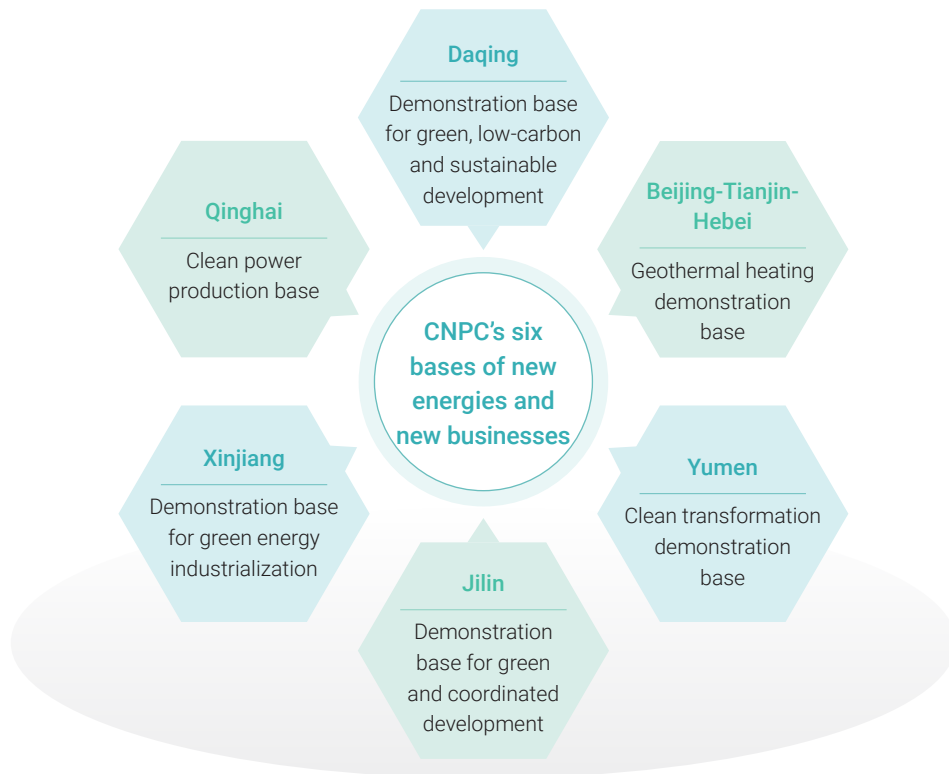 Daqing
Demonstration base
for green, low-carbon
and sustainable
development
Beijing-Tianjin-
Hebei
Geothermal heating
demonstration
base
Qinghai
Clean power
production base
CNPC’s six
bases of new
energies and
new businesses
Xinjiang
Demonstration base
for green energy
industrialization
Yumen
Clean transformation
demonstration
base
Jilin
Demonstration
base for green
and coordinated
development